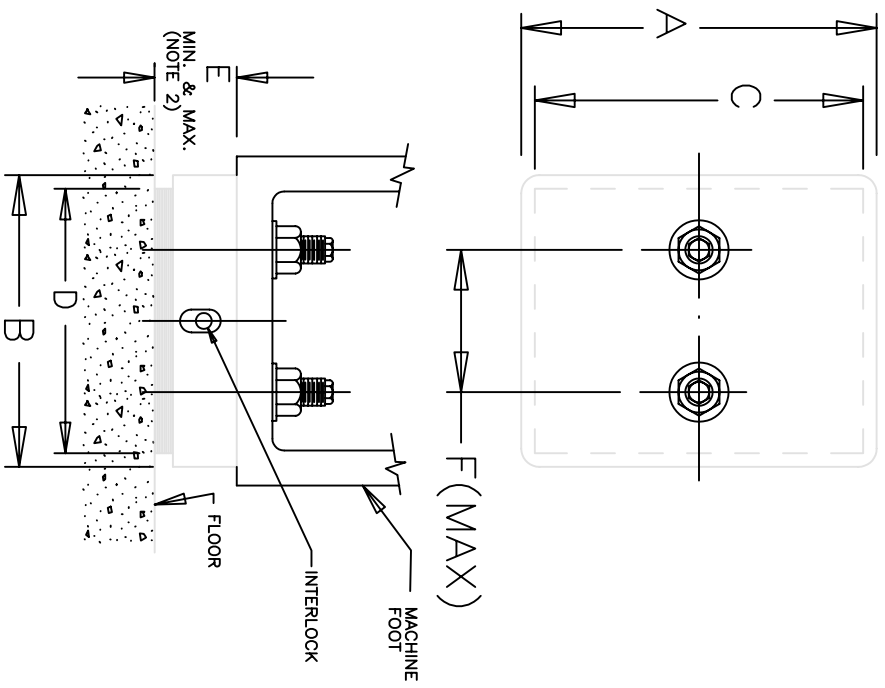 A
C
E
MIN. & MAX.
(NOTE 2)
D
B
F(MAX)
FLOOR
INTERLOCK
MACHINE
FOOT